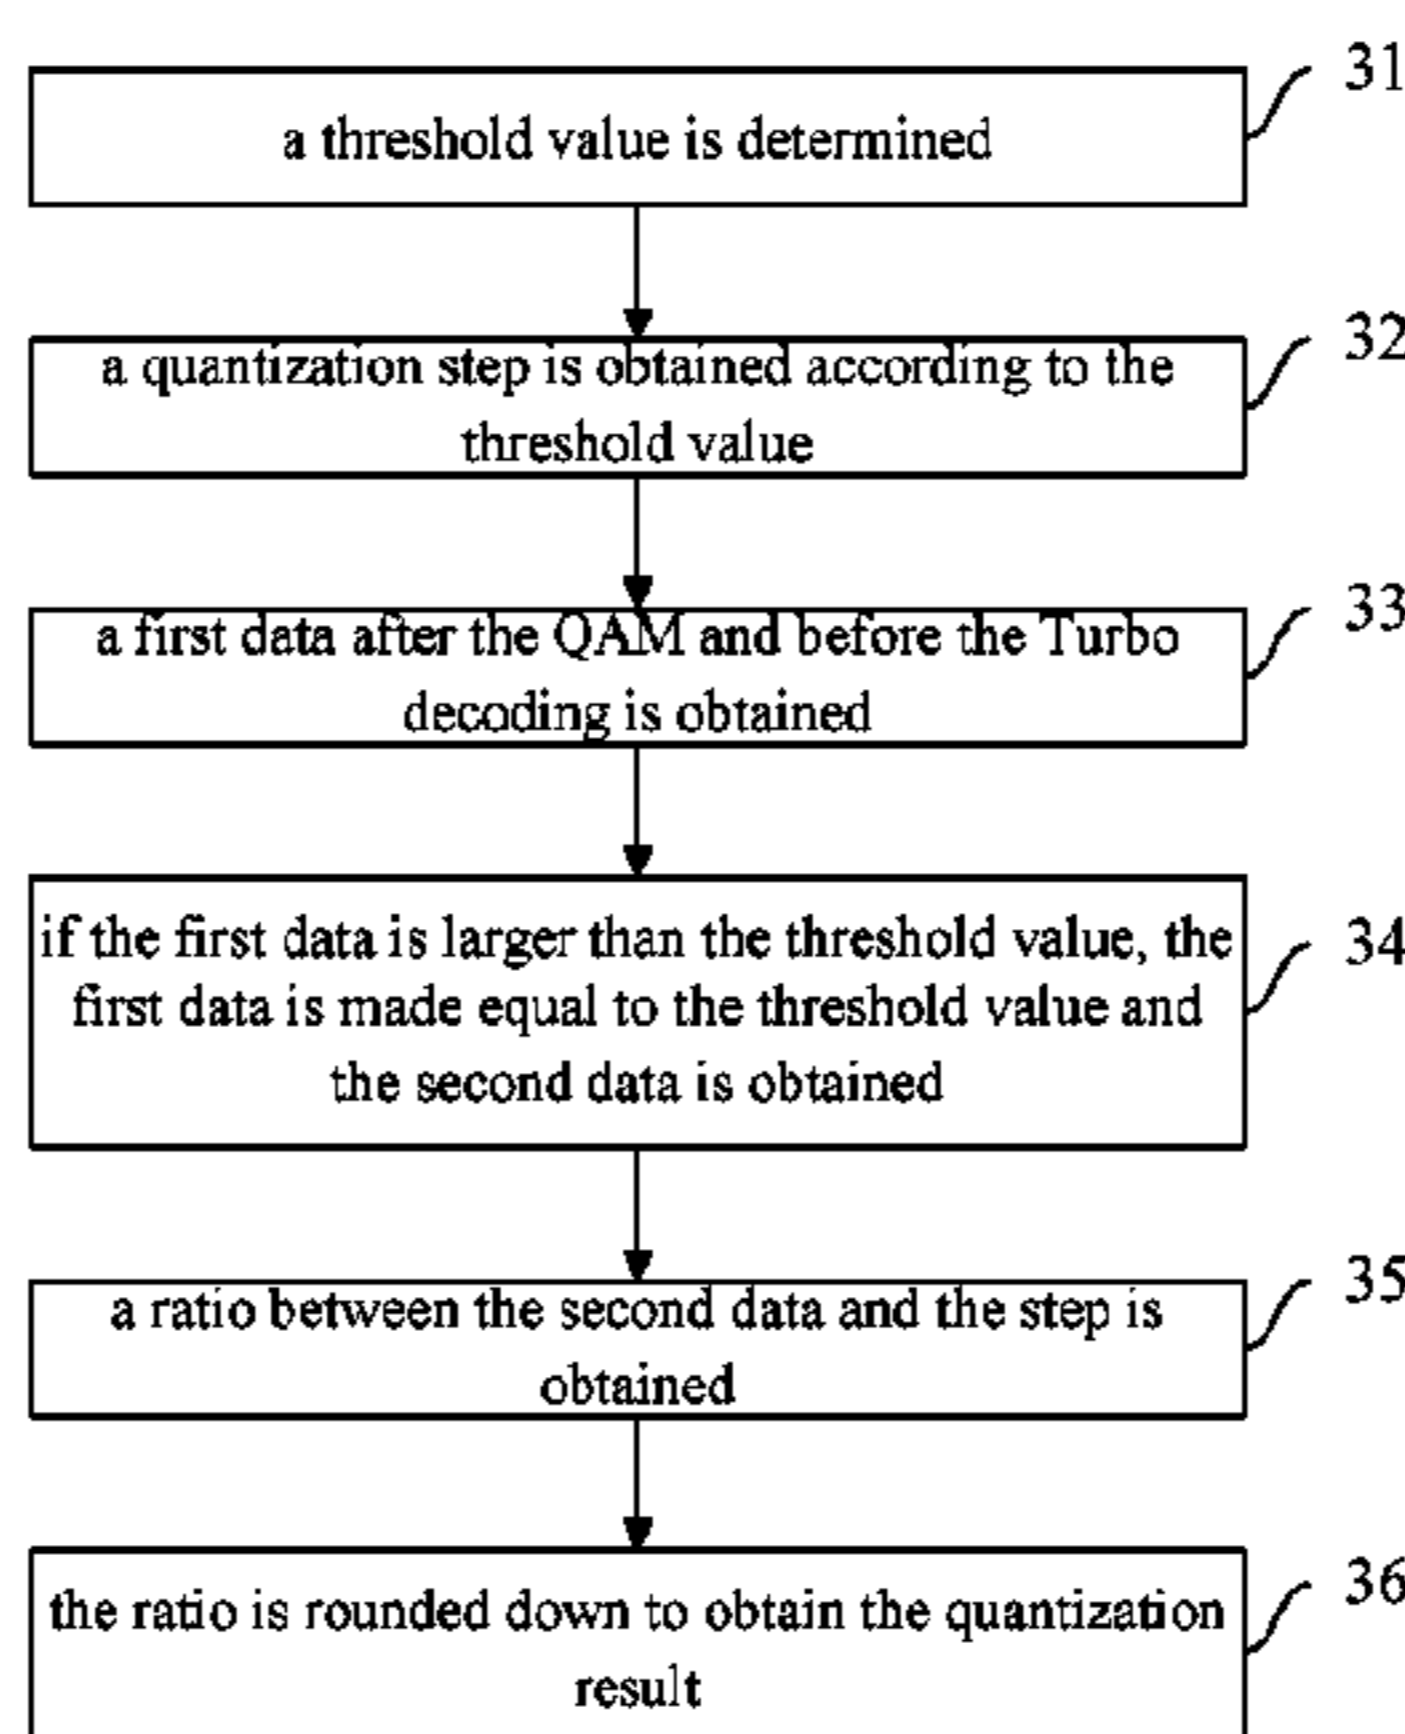 31
a threshold value is determined
32
a quantization step is obtained according to the
threshold value
33
a first data after the QAM and before the Turbo
decoding is obtained
if the first data is larger than the threshold value, the
34
first data is made equal to the threshold value and
the second data is obtained
35
a ratio between the second data and the step is
obtained
36
the ratio is rounded down to obtain the quantization
result